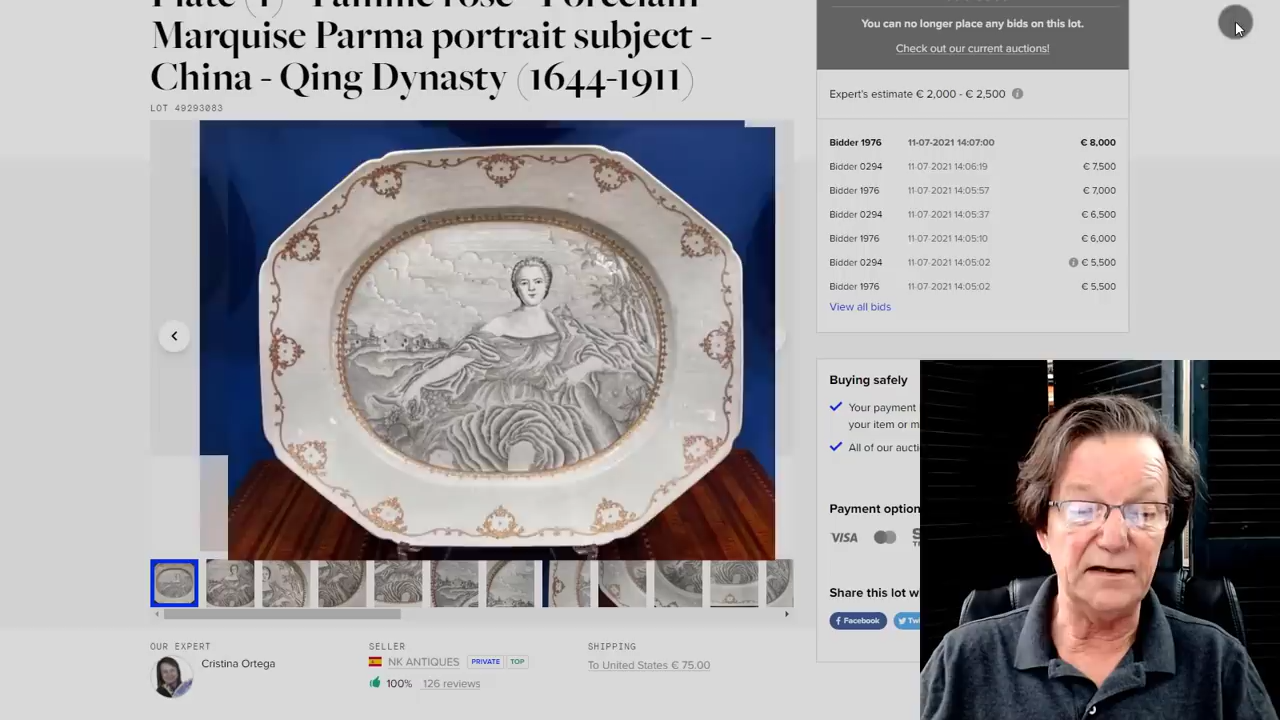 Marquise Parma portrait subject -
China - Qing Dynasty (1644-1911)
LOT 49293083
You can no longer place any bids on this lot.
Check out our current auctions!
Expert's estimate € 2,000 - € 2,500
Bidder 1976 11-07-2021 14:07:00 € 8,000
Bidder 0294 11-07-2021 14:06:19 € 7,500
Bidder 1976 11-07-2021 14:05:57 € 7,000
Bidder 0294 11-07-2021 14:05:37 € 6,500
Bidder 1976 11-07-2021 14:05:10 € 6,000
Bidder 0294 11-07-2021 14:05:02 € 5,500
Bidder 1976 11-07-2021 14:05:02 € 5,500
View all bids
Buying safely
Your payment
your item or m
All of our aucti
Payment option
VISA
Share this lot w
Facebook
Twi
OUR EXPERT
Cristina Ortega
SELLER
NK ANTIQUES PRIVATE TOP
100% 126 reviews
SHIPPING
To United States € 75.00